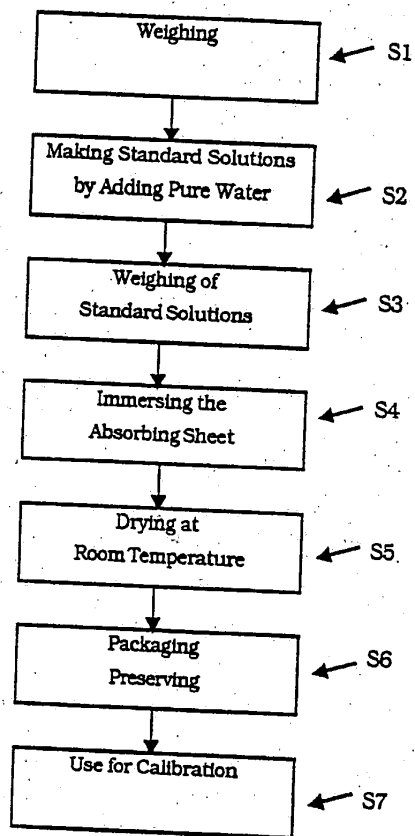 Weighing
S1
Making Standard Solutions
by Adding Pure Water
S2
Weighing of
Standard Solutions
S3
Immersing the
Absorbing Sheet
S4
Drying at
Room Temperature
S5
Packaging
Preserving
S6
Use for Calibration
S7